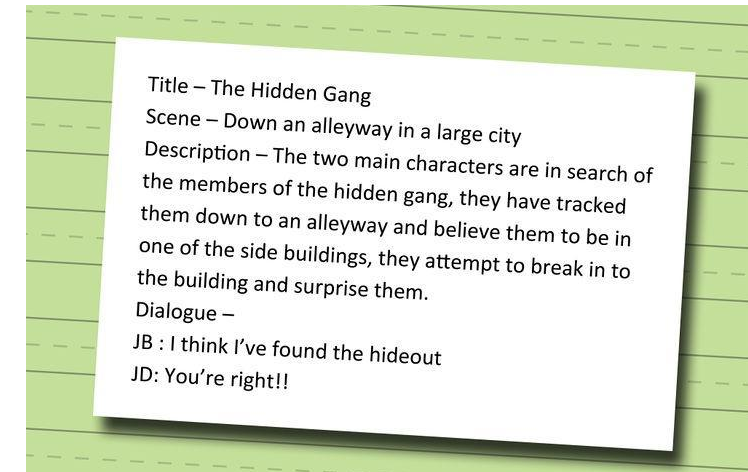 Title – The Hidden Gang
Scene – Down an alleyway in a large city
Description – The two main characters are in search of
the members of the hidden gang, they have tracked
them down to an alleyway and believe them to be in
one of the side buildings, they attempt to break in to
the building and surprise them.
Dialogue –
JB : I think I've found the hideout
JD: You're right!!